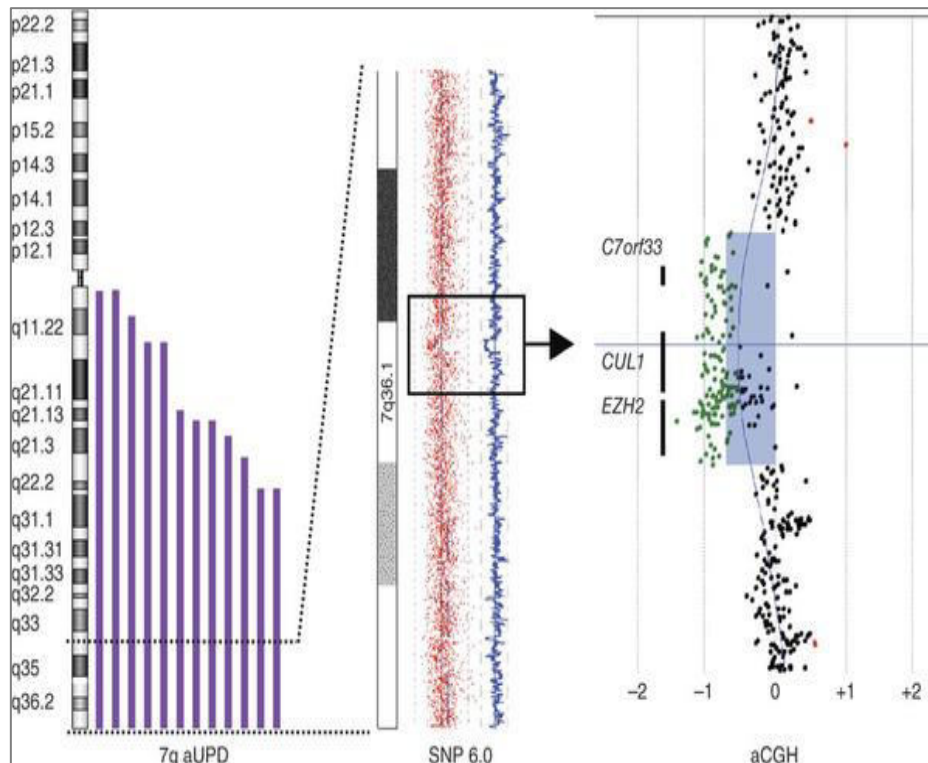 p22.2
p21.3
p21.1
p15.2
p14.3
p14.1
p12.3
p12.1
q11.22
q21.11
q21.13
q21.3
q22.2
q31.1
q31.31
q31.33
q32.2
q33
q35
q36.2
7q aUPD
7q36.1
SNP 6.0
C7orf33
CUL1
EZH2
−2 −1 0 +1 +2
aCGH